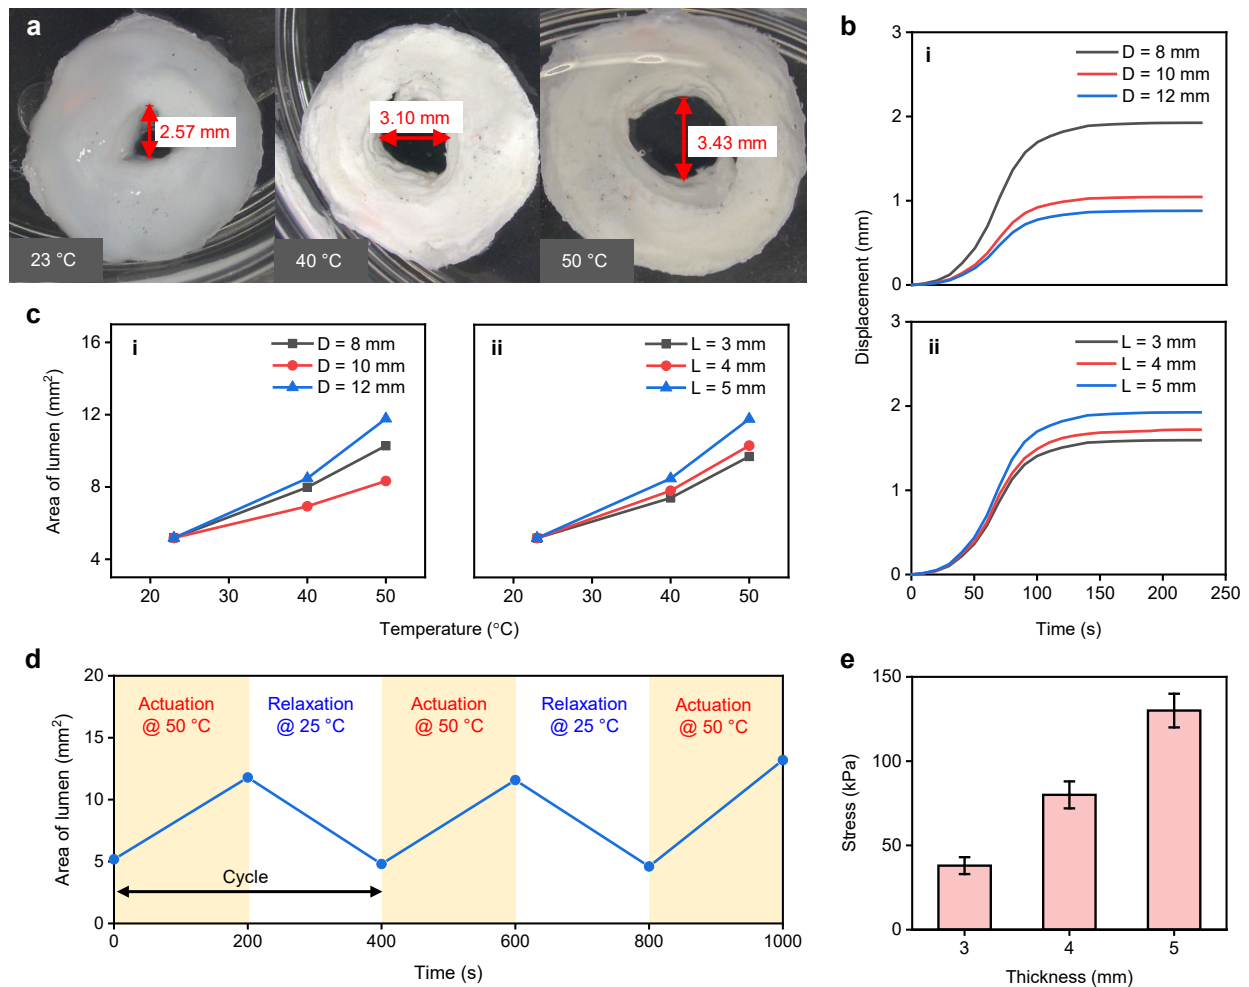 a
2.57 mm
3.10 mm
3.43 mm
23 °C
40 °C
50 °C
b
i
D = 8 mm
D = 10 mm
D = 12 mm
3
2
1
0
Displacement (mm)
ii
L = 3 mm
L = 4 mm
L = 5 mm
3
2
1
0
0
50
100
150
200
250
Time (s)
c
i
D = 8 mm
D = 10 mm
D = 12 mm
16
12
8
4
Area of lumen (mm²)
20
30
40
50
ii
L = 3 mm
L = 4 mm
L = 5 mm
20
30
40
50
Temperature (°C)
d
Actuation
@ 50 °C
Relaxation
@ 25 °C
Actuation
@ 50 °C
Relaxation
@ 25 °C
Actuation
@ 50 °C
Cycle
20
15
10
5
0
Area of lumen (mm²)
0
200
400
600
800
1000
Time (s)
e
150
100
50
0
Stress (kPa)
3
4
5
Thickness (mm)